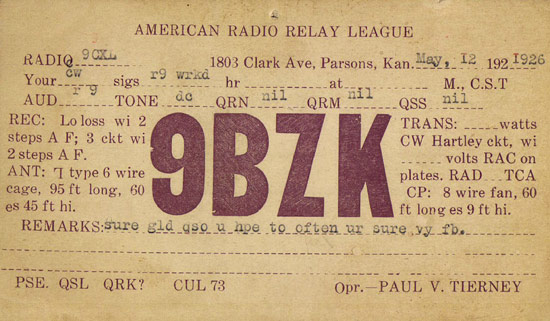 AMERICAN RADIO RELAY LEAGUE
RADIO 9CXL 1803 Clark Ave, Parsons, Kan. May, 12 192 1926
Your cw sigs r9 wrkd hr at M., C.S.T
AUD r 9 TONE dc QRN nil QRM nil QSS nil
REC: Lo loss wi 2
steps A F; 3 ckt wi
2 steps A F.
ANT: T type 6 wire
cage, 95 ft long, 60
es 45 ft hi.
9BZK
TRANS: watts
CW Hartley ckt, wi
volts RAC on
plates. RAD TCA
CP: 8 wire fan, 60
ft long es 9 ft hi.
REMARKS: sure gld qso u hpe to often ur sure vy fb.
PSE. QSL QRK? CUL 73 Opr.—PAUL V. TIERNEY